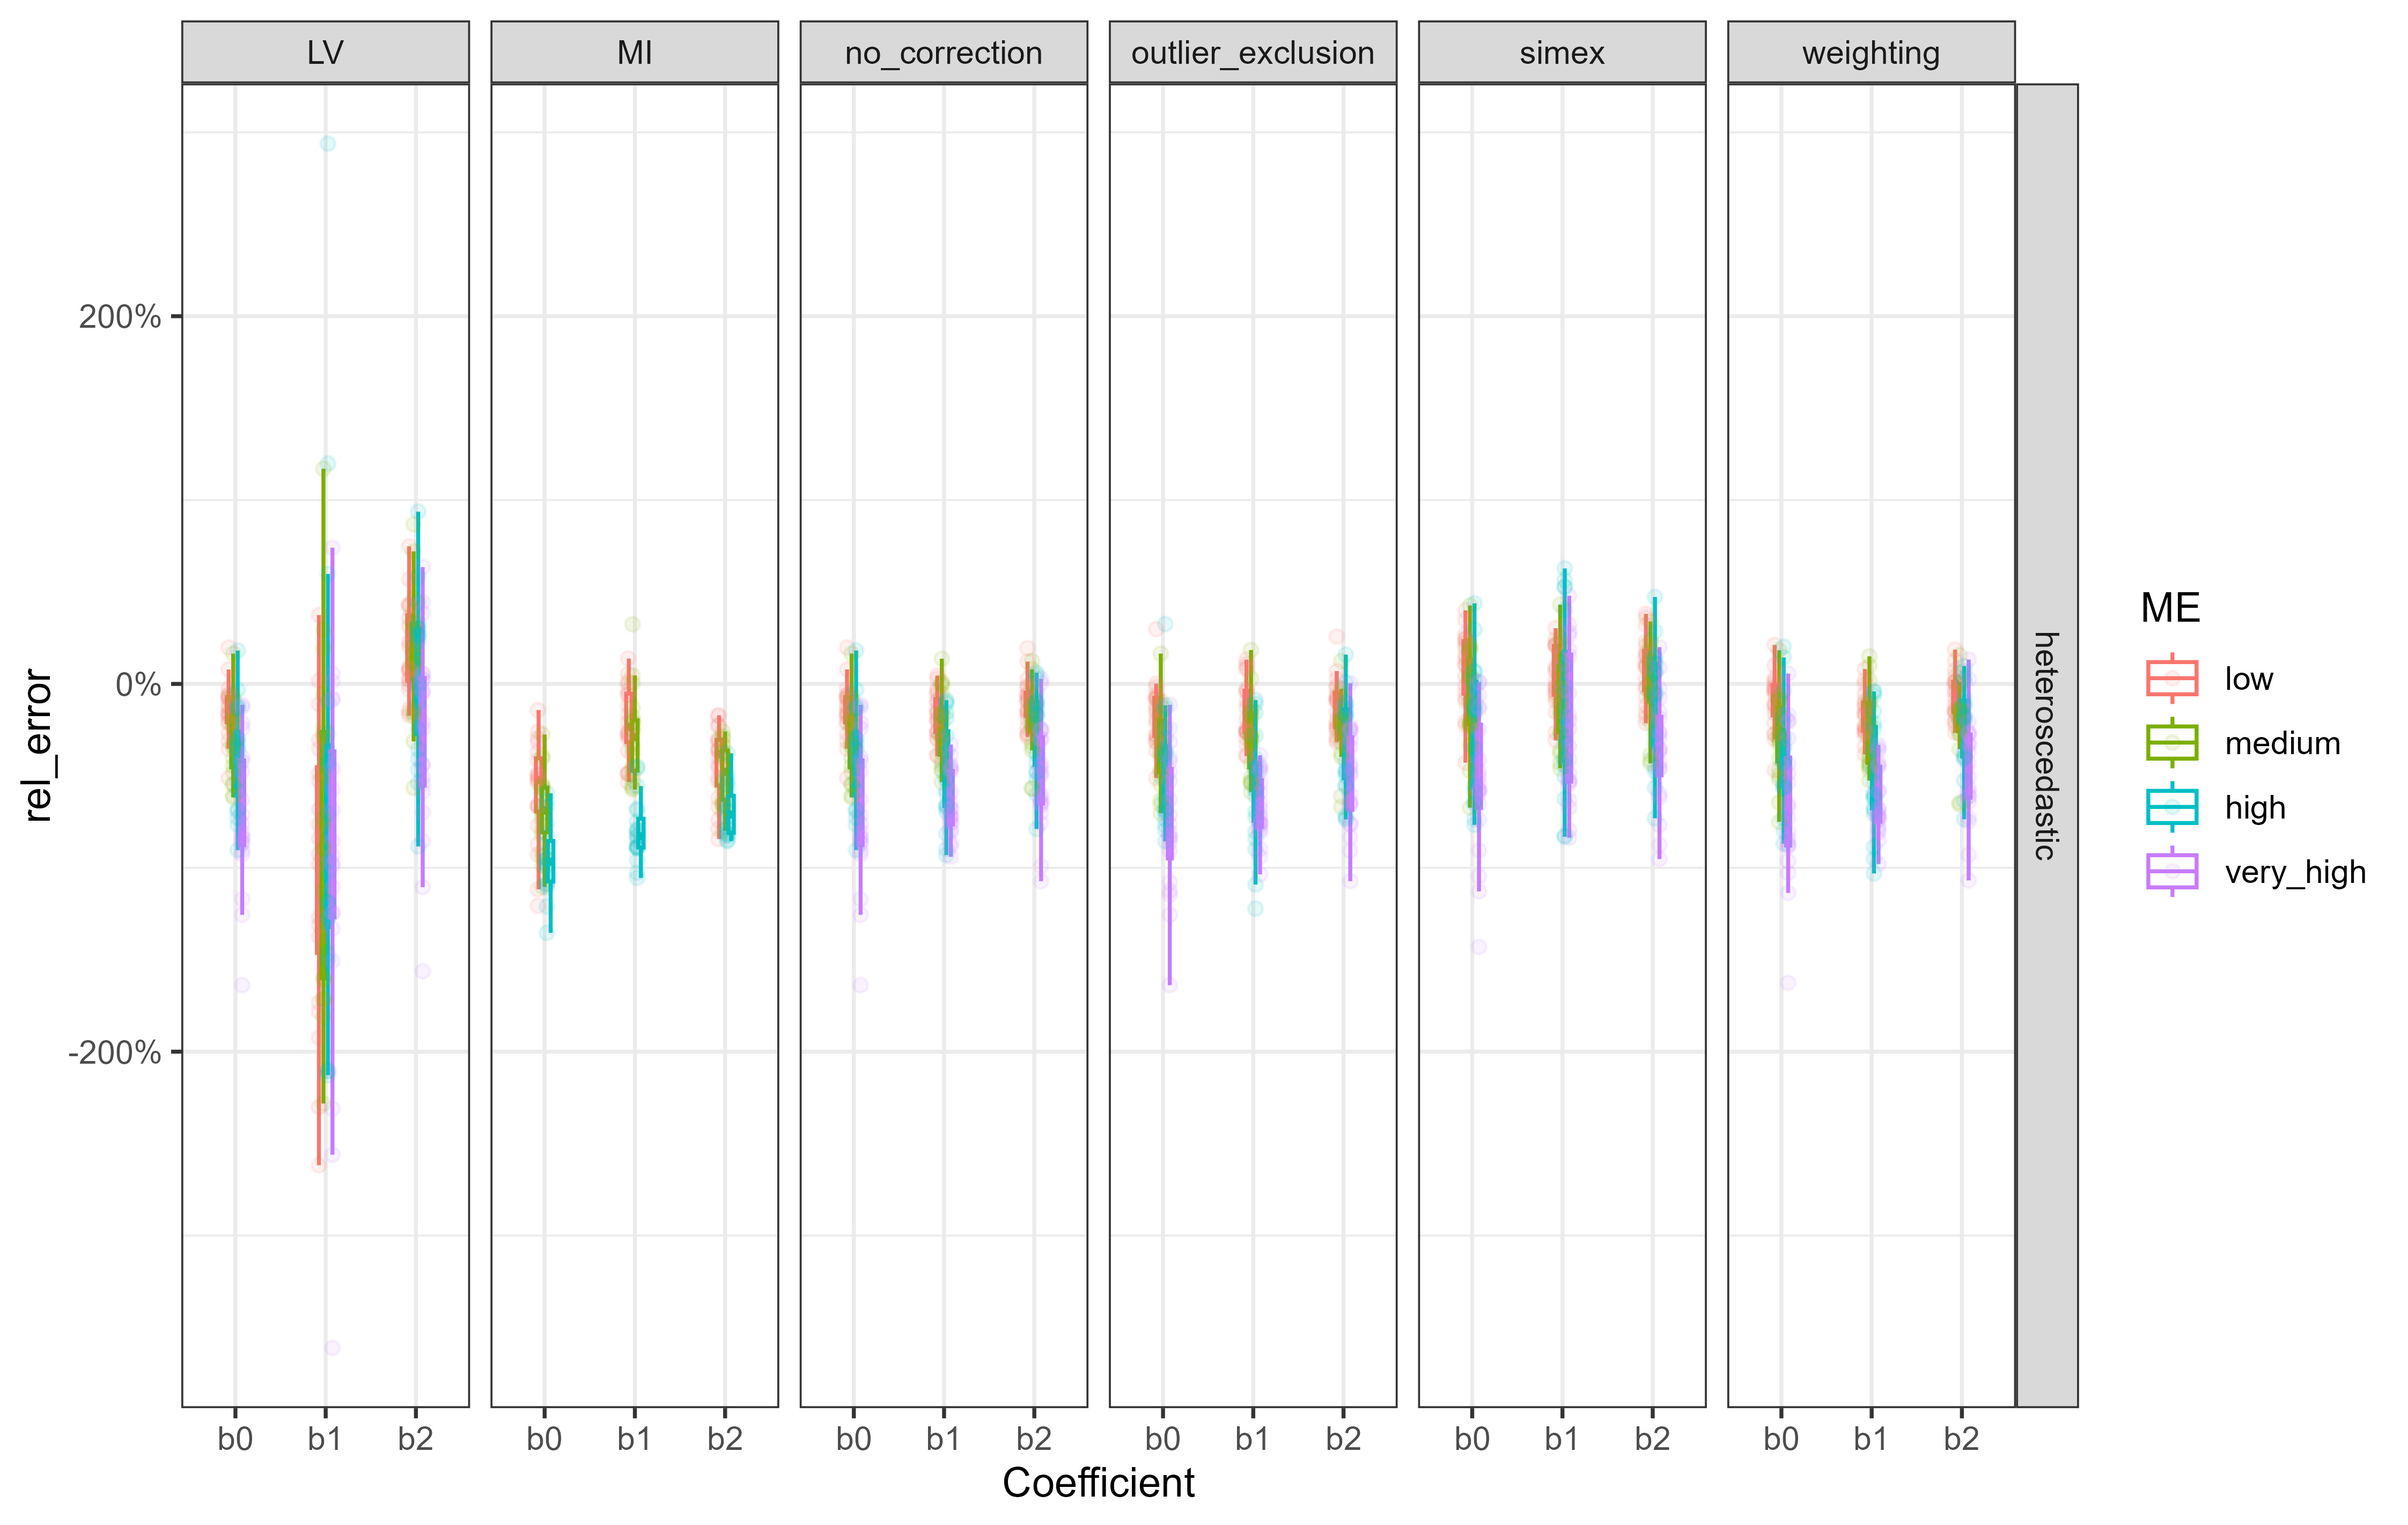 LV MI no_correction outlier_exclusion simex weighting
heteroscedastic
200%
0%
-200%
rel_error
b0 b1 b2 b0 b1 b2 b0 b1 b2 b0 b1 b2 b0 b1 b2 b0 b1 b2
Coefficient
ME
low
medium
high
very_high